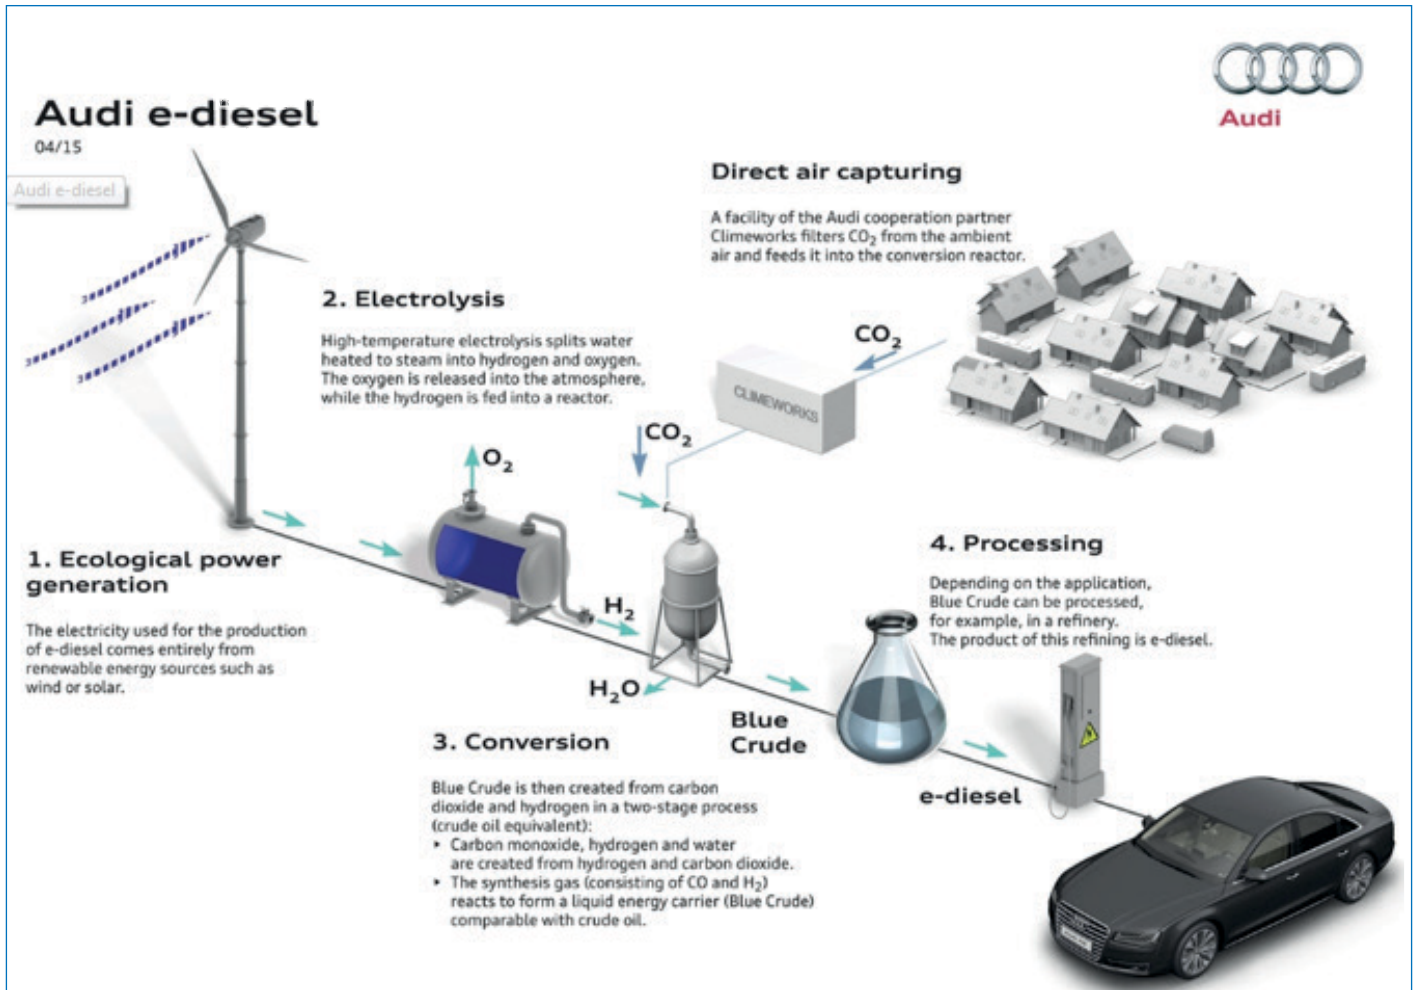 Audi e-diesel
04/15
Audi e-diesel
Audi
Direct air capturing
A facility of the Audi cooperation partner
Climeworks filters CO₂ from the ambient
air and feeds it into the conversion reactor.
2. Electrolysis
High-temperature electrolysis splits water
heated to steam into hydrogen and oxygen.
The oxygen is released into the atmosphere,
while the hydrogen is fed into a reactor.
CO₂
CLIMEWORKS
CO₂
O₂
1. Ecological power
generation
The electricity used for the production
of e-diesel comes entirely from
renewable energy sources such as
wind or solar.
H₂
H₂O
4. Processing
Depending on the application,
Blue Crude can be processed,
for example, in a refinery.
The product of this refining is e-diesel.
Blue
Crude
3. Conversion
Blue Crude is then created from carbon
dioxide and hydrogen in a two-stage process
(crude oil equivalent):
▸ Carbon monoxide, hydrogen and water
are created from hydrogen and carbon dioxide.
▸ The synthesis gas (consisting of CO and H₂)
reacts to form a liquid energy carrier (Blue Crude)
comparable with crude oil.
e-diesel